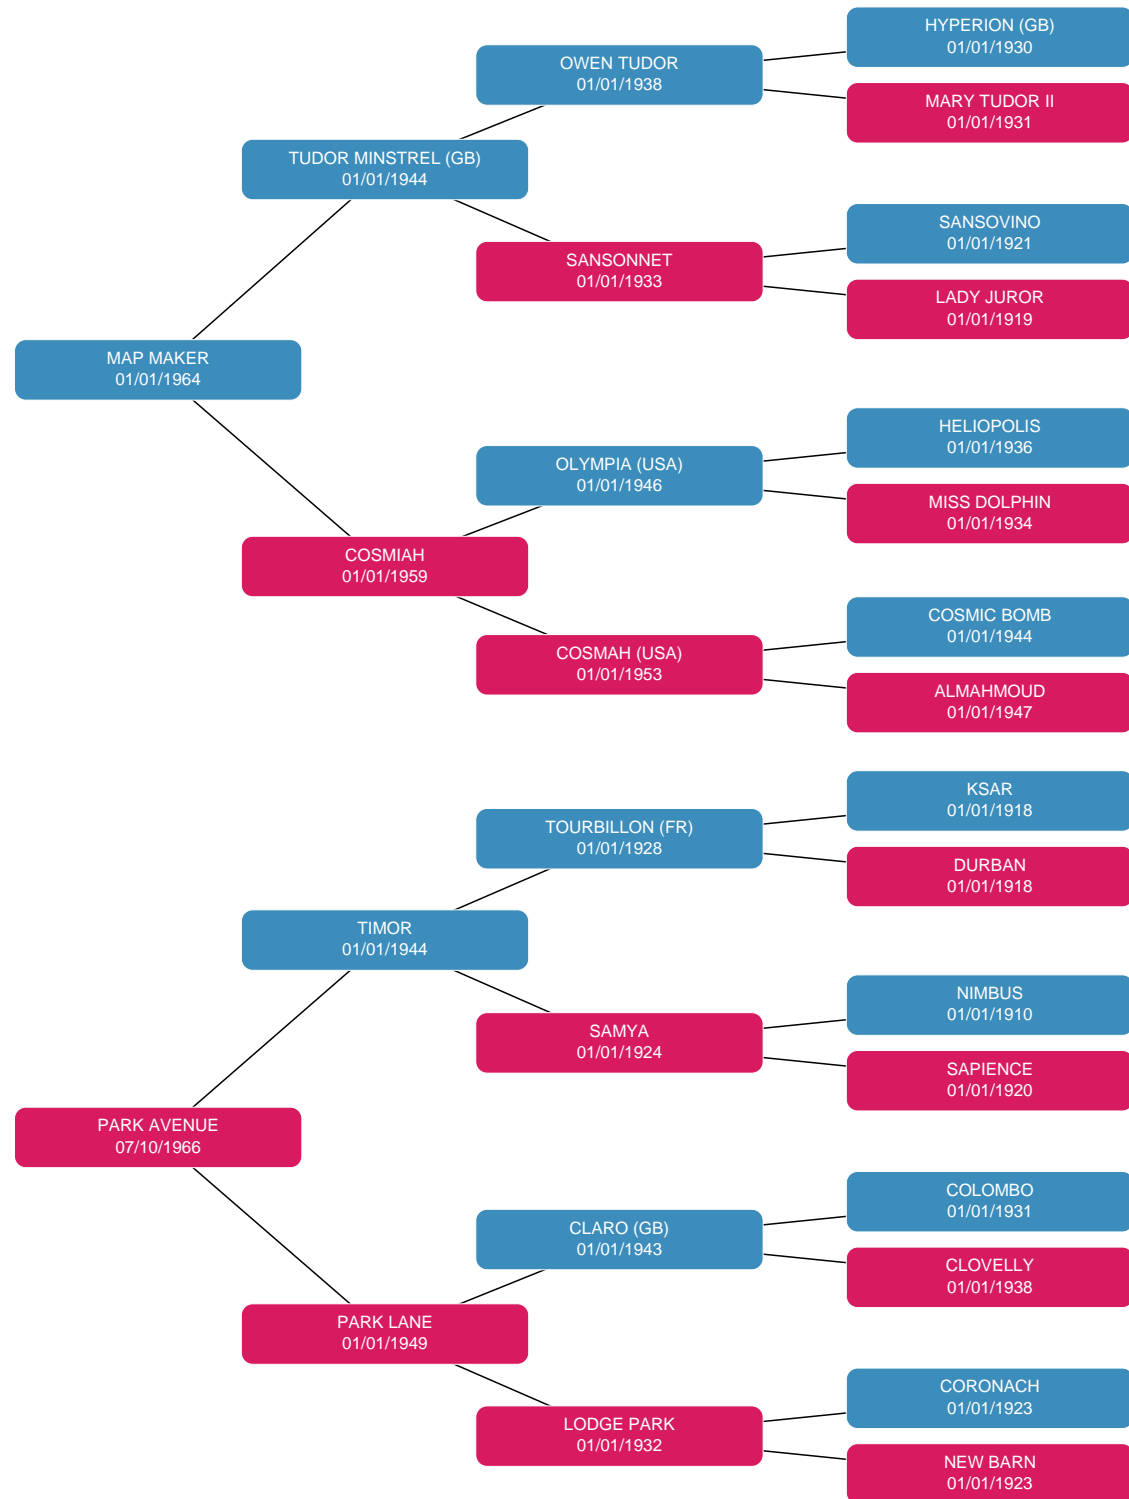 HYPERION (GB)
01/01/1930
OWEN TUDOR
01/01/1938
MARY TUDOR II
01/01/1931
TUDOR MINSTREL (GB)
01/01/1944
SANSOVINO
01/01/1921
SANSONNET
01/01/1933
LADY JUROR
01/01/1919
MAP MAKER
01/01/1964
HELIOPOLIS
01/01/1936
OLYMPIA (USA)
01/01/1946
MISS DOLPHIN
01/01/1934
COSMIAH
01/01/1959
COSMIC BOMB
01/01/1944
COSMAH (USA)
01/01/1953
ALMAHMOUD
01/01/1947
KSAR
01/01/1918
TOURBILLON (FR)
01/01/1928
DURBAN
01/01/1918
TIMOR
01/01/1944
NIMBUS
01/01/1910
SAMYA
01/01/1924
SAPIENCE
01/01/1920
PARK AVENUE
07/10/1966
COLOMBO
01/01/1931
CLARO (GB)
01/01/1943
CLOVELLY
01/01/1938
PARK LANE
01/01/1949
CORONACH
01/01/1923
LODGE PARK
01/01/1932
NEW BARN
01/01/1923